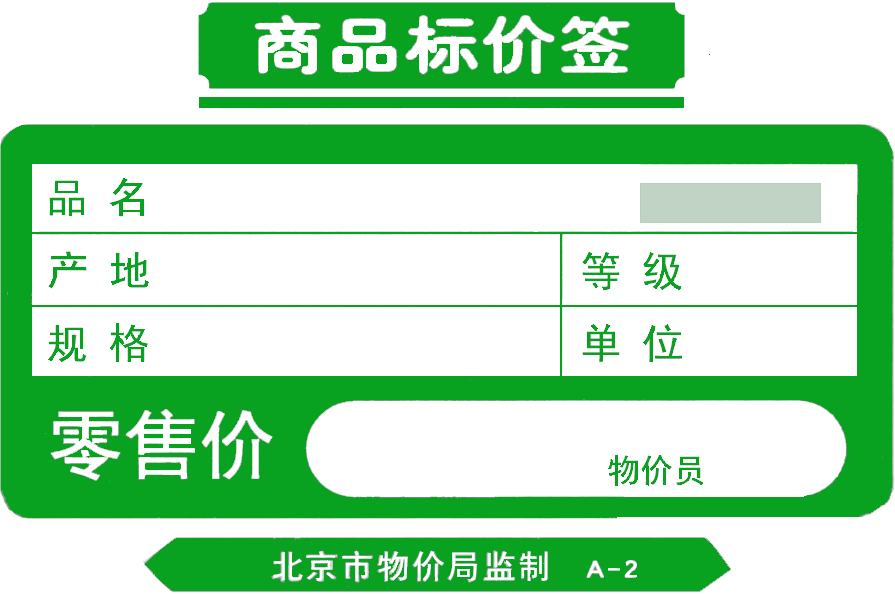 商品标价签
品名
产地 等级
规格 单位
零售价
物价员
北京市物价局监制 A-2